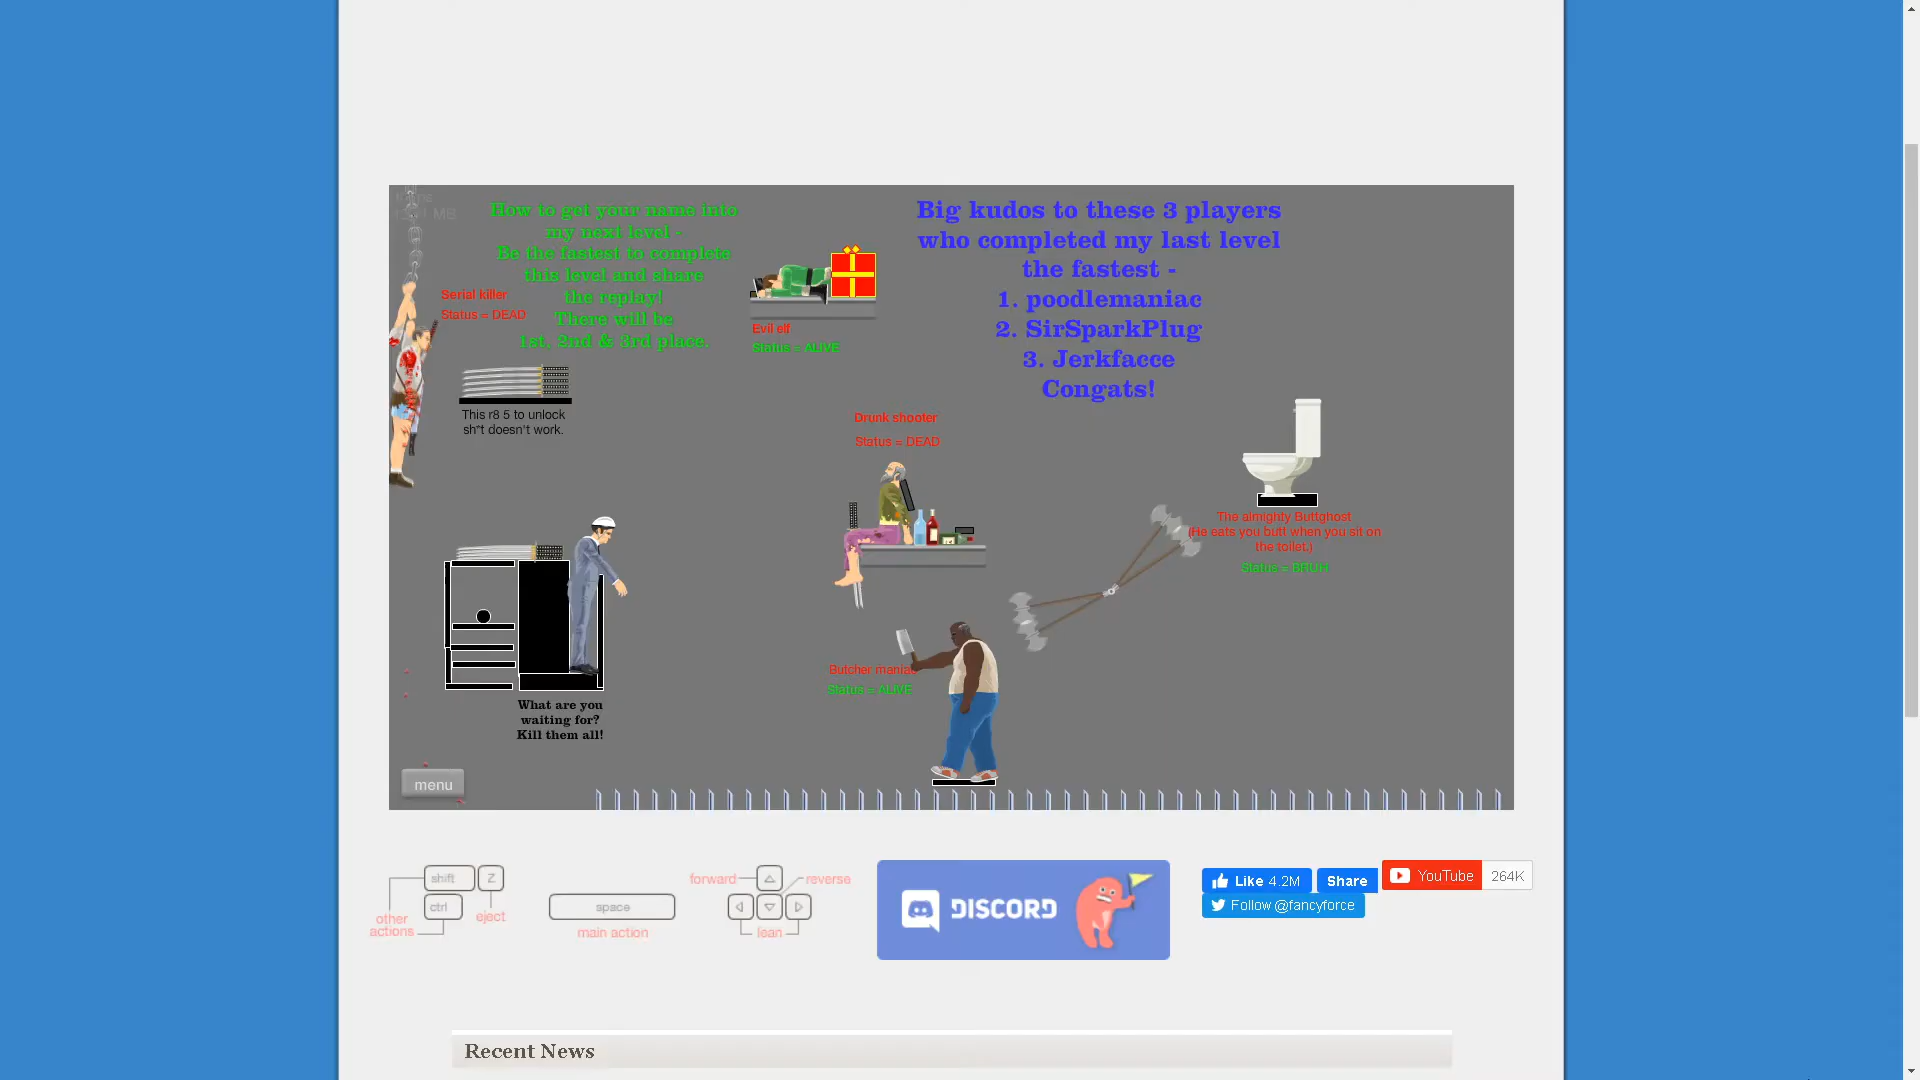 How to get your name into
my next level -
Be the fastest to complete
this level and share
the replay!
There will be
1st, 2nd & 3rd place.
Big kudos to these 3 players
who completed my last level
the fastest -
1. poodlemaniac
2. SirSparkPlug
3. Jerkfacce
Congats!
MB
Serial killer
Status = DEAD
Evil elf
Status = ALIVE
This r8 5 to unlock
sh*t doesn't work.
Drunk shooter
Status = DEAD
The almighty Buttghost
(He eats you butt when you sit on
the toilet.)
Status = BRUH
Butcher maniac
Status = ALIVE
What are you
waiting for?
Kill them all!
menu
shift
Z
ctrl
other
actions
eject
space
main action
forward
reverse
lean
DISCORD
Like 4.2M
Share
YouTube
264K
Follow @fancyforce
Recent News